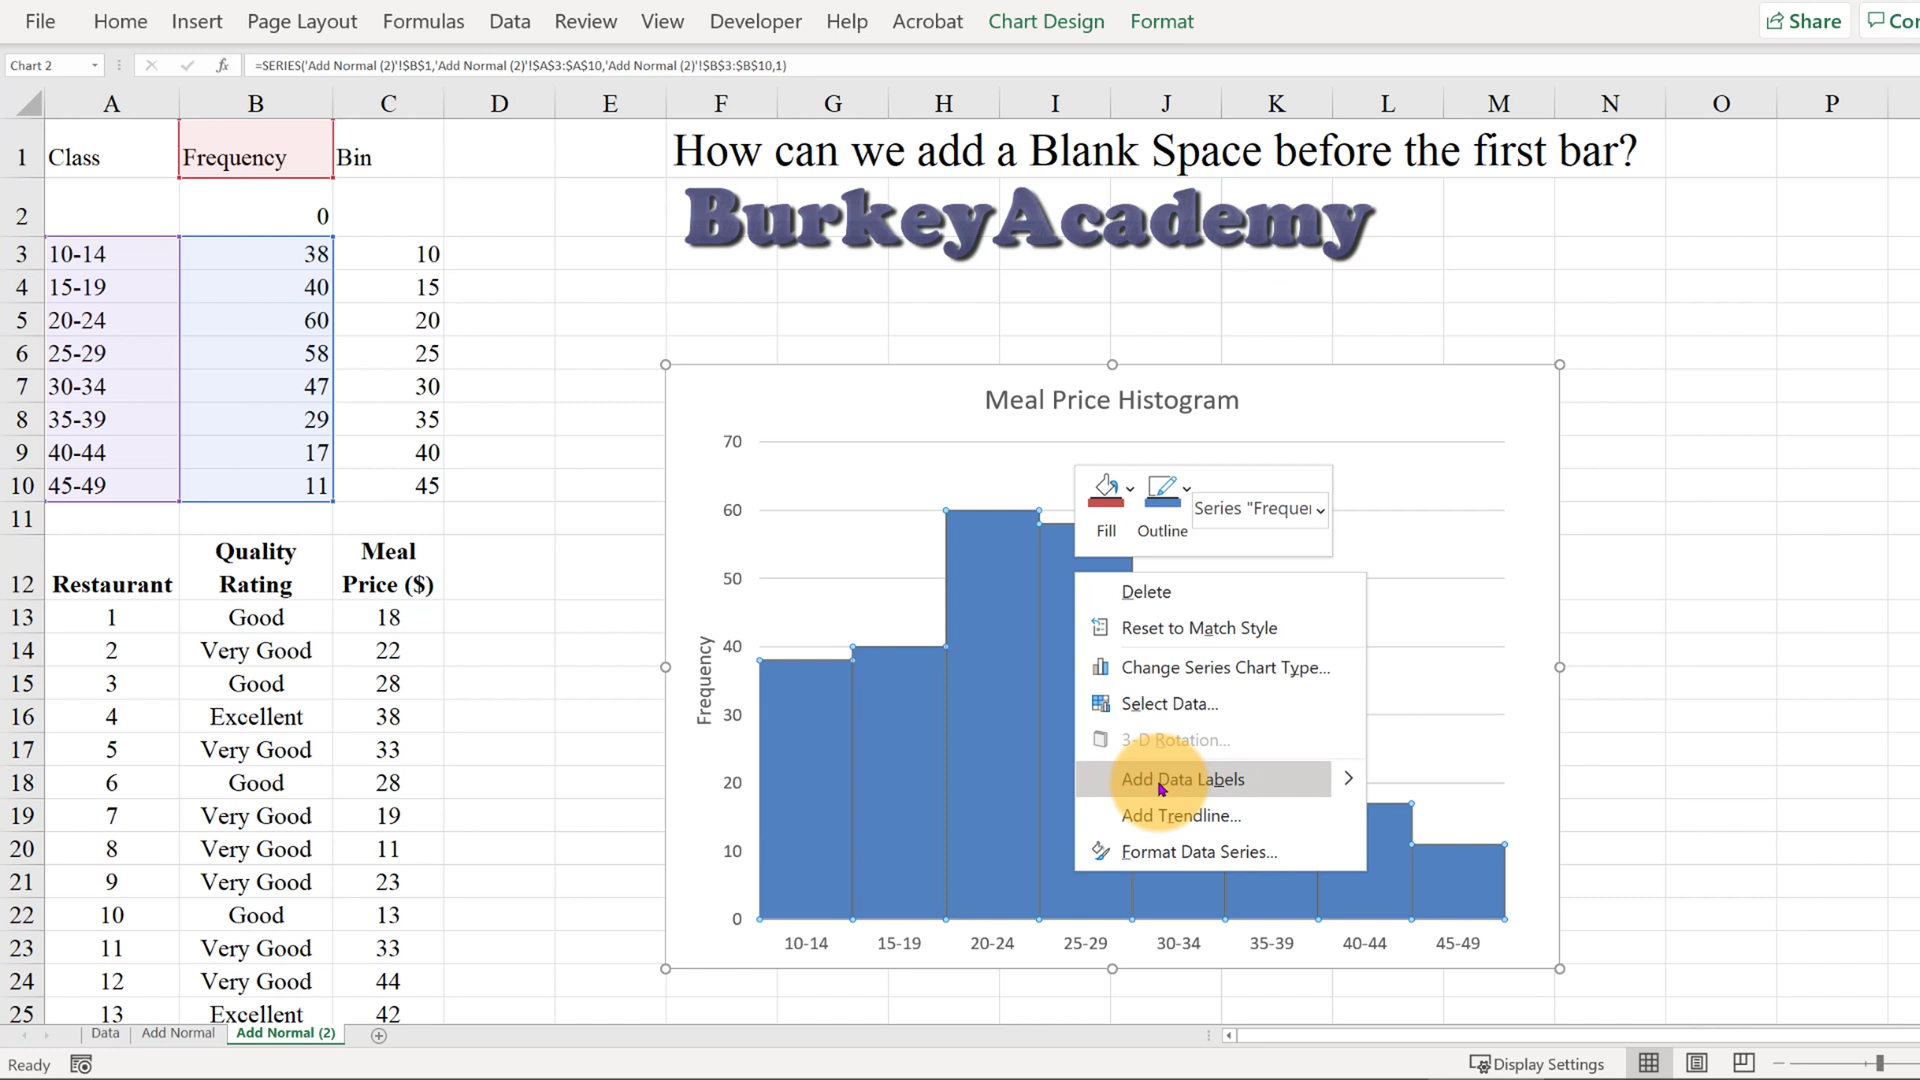 File Home Insert Page Layout Formulas Data Review View Developer Help Acrobat Chart Design Format Share Cor
Chart 2 fx =SERIES('Add Normal (2)'!$B$1,'Add Normal (2)'!$A$3:$A$10,'Add Normal (2)'!$B$3:$B$10,1)
A B C D E F G H I J K L M N O P
1 Class Frequency Bin How can we add a Blank Space before the first bar?
2 0 BurkeyAcademy
3 10-14 38 10
4 15-19 40 15
5 20-24 60 20
6 25-29 58 25
7 30-34 47 30
8 35-39 29 35
9 40-44 17 40
10 45-49 11 45
11
12 Restaurant Quality Rating Meal Price ($)
13 1 Good 18
14 2 Very Good 22
15 3 Good 28
16 4 Excellent 38
17 5 Very Good 33
18 6 Good 28
19 7 Very Good 19
20 8 Very Good 11
21 9 Very Good 23
22 10 Good 13
23 11 Very Good 33
24 12 Very Good 44
25 13 Excellent 42
Meal Price Histogram
70
60
50
40
30
20
10
0
Frequency
10-14 15-19 20-24 25-29 30-34 35-39 40-44 45-49
Series "Frequer
Fill Outline
Delete
Reset to Match Style
Change Series Chart Type...
Select Data...
3-D Rotation...
Add Data Labels
Add Trendline...
Format Data Series...
Data Add Normal Add Normal (2)
Ready Display Settings